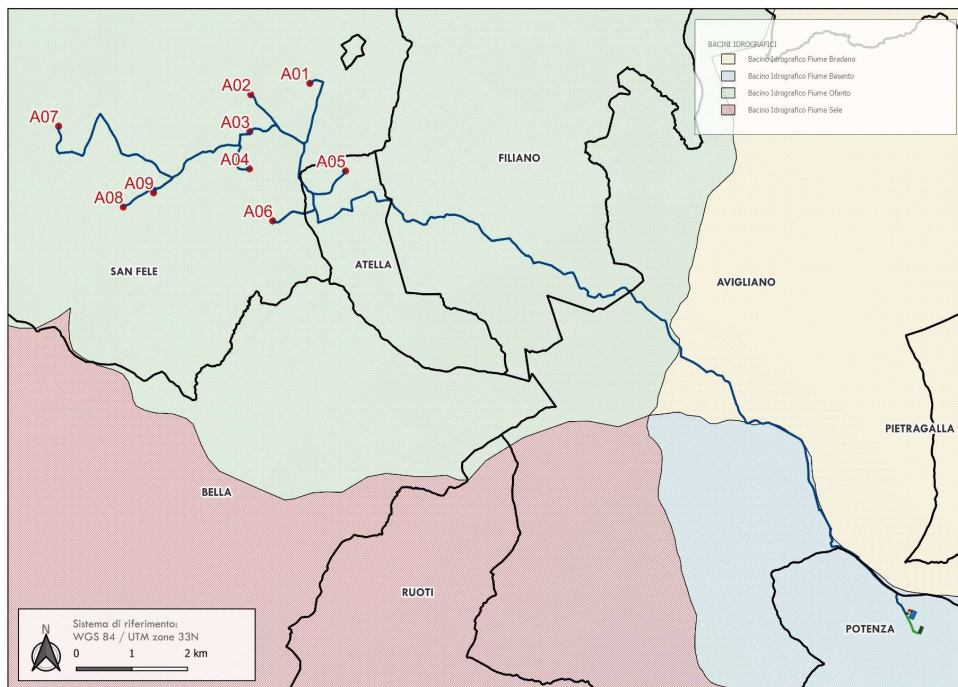 BACINI IDROGRAFICI
Bacino Idrografico Fiume Bradano
Bacino Idrografico Fiume Basento
Bacino Idrografico Fiume Ofanto
Bacino Idrografico Fiume Sele
A01
A02
A07
A03
A04
A05
A09
A08
A06
FILIANO
SAN FELE
ATELLA
AVIGLIANO
PIETRAGALLA
BELLA
RUOTI
POTENZA
N
Sistema di riferimento:
WGS 84 / UTM zone 33N
0 1 2 km